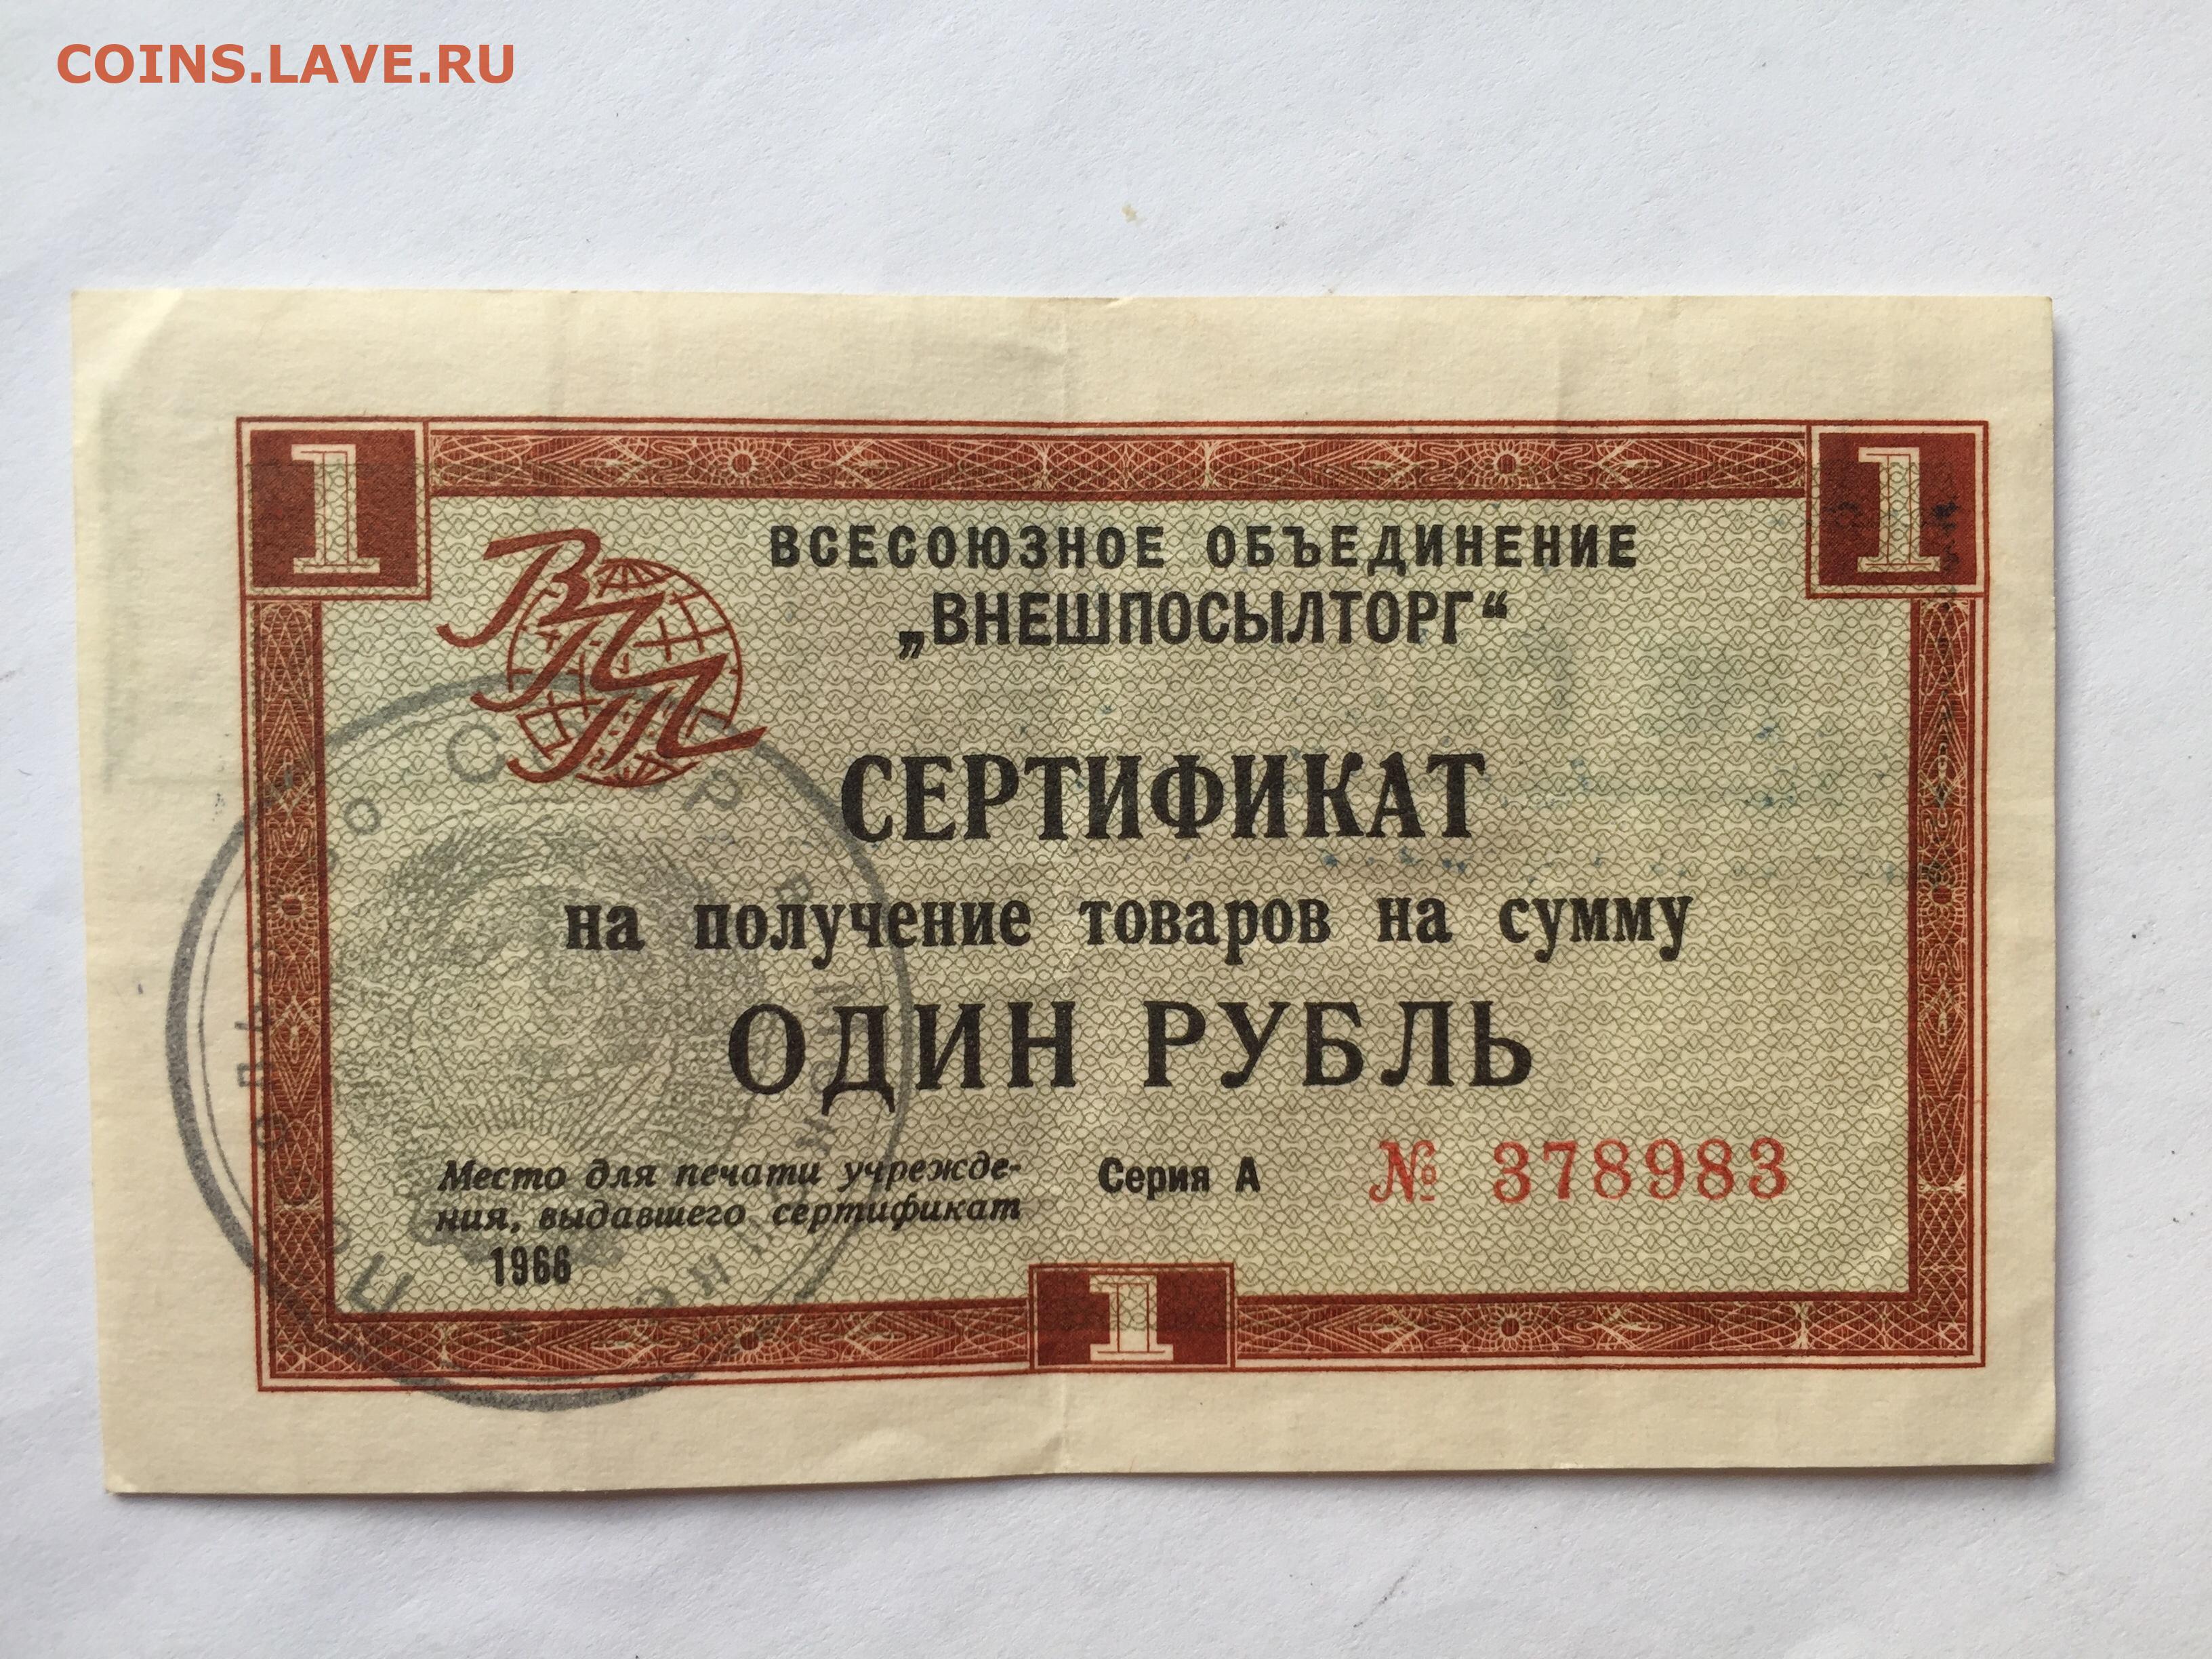 COINS.LAVE.RU
1 1
ВПТ
ВСЕСОЮЗНОЕ ОБЪЕДИНЕНИЕ
„ВНЕШПОСЫЛТОРГ“
СЕРТИФИКАТ
на получение товаров на сумму
ОДИН РУБЛЬ
Место для печати учрежде-
ния, выдавшего сертификат
Серия А № 378983
1966
1